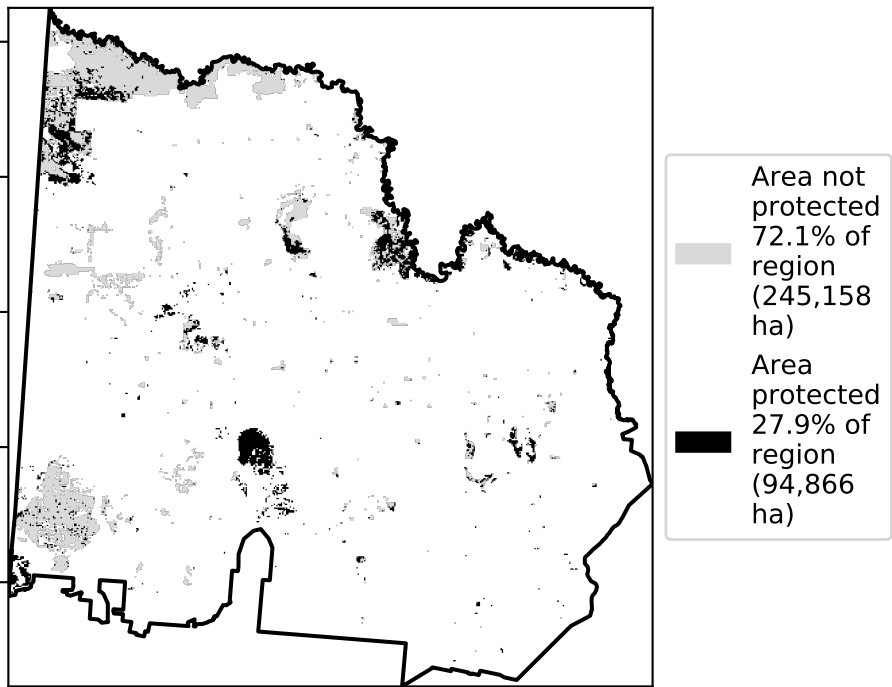 Area not
protected
72.1% of
region
(245,158
ha)
Area
protected
27.9% of
region
(94,866
ha)